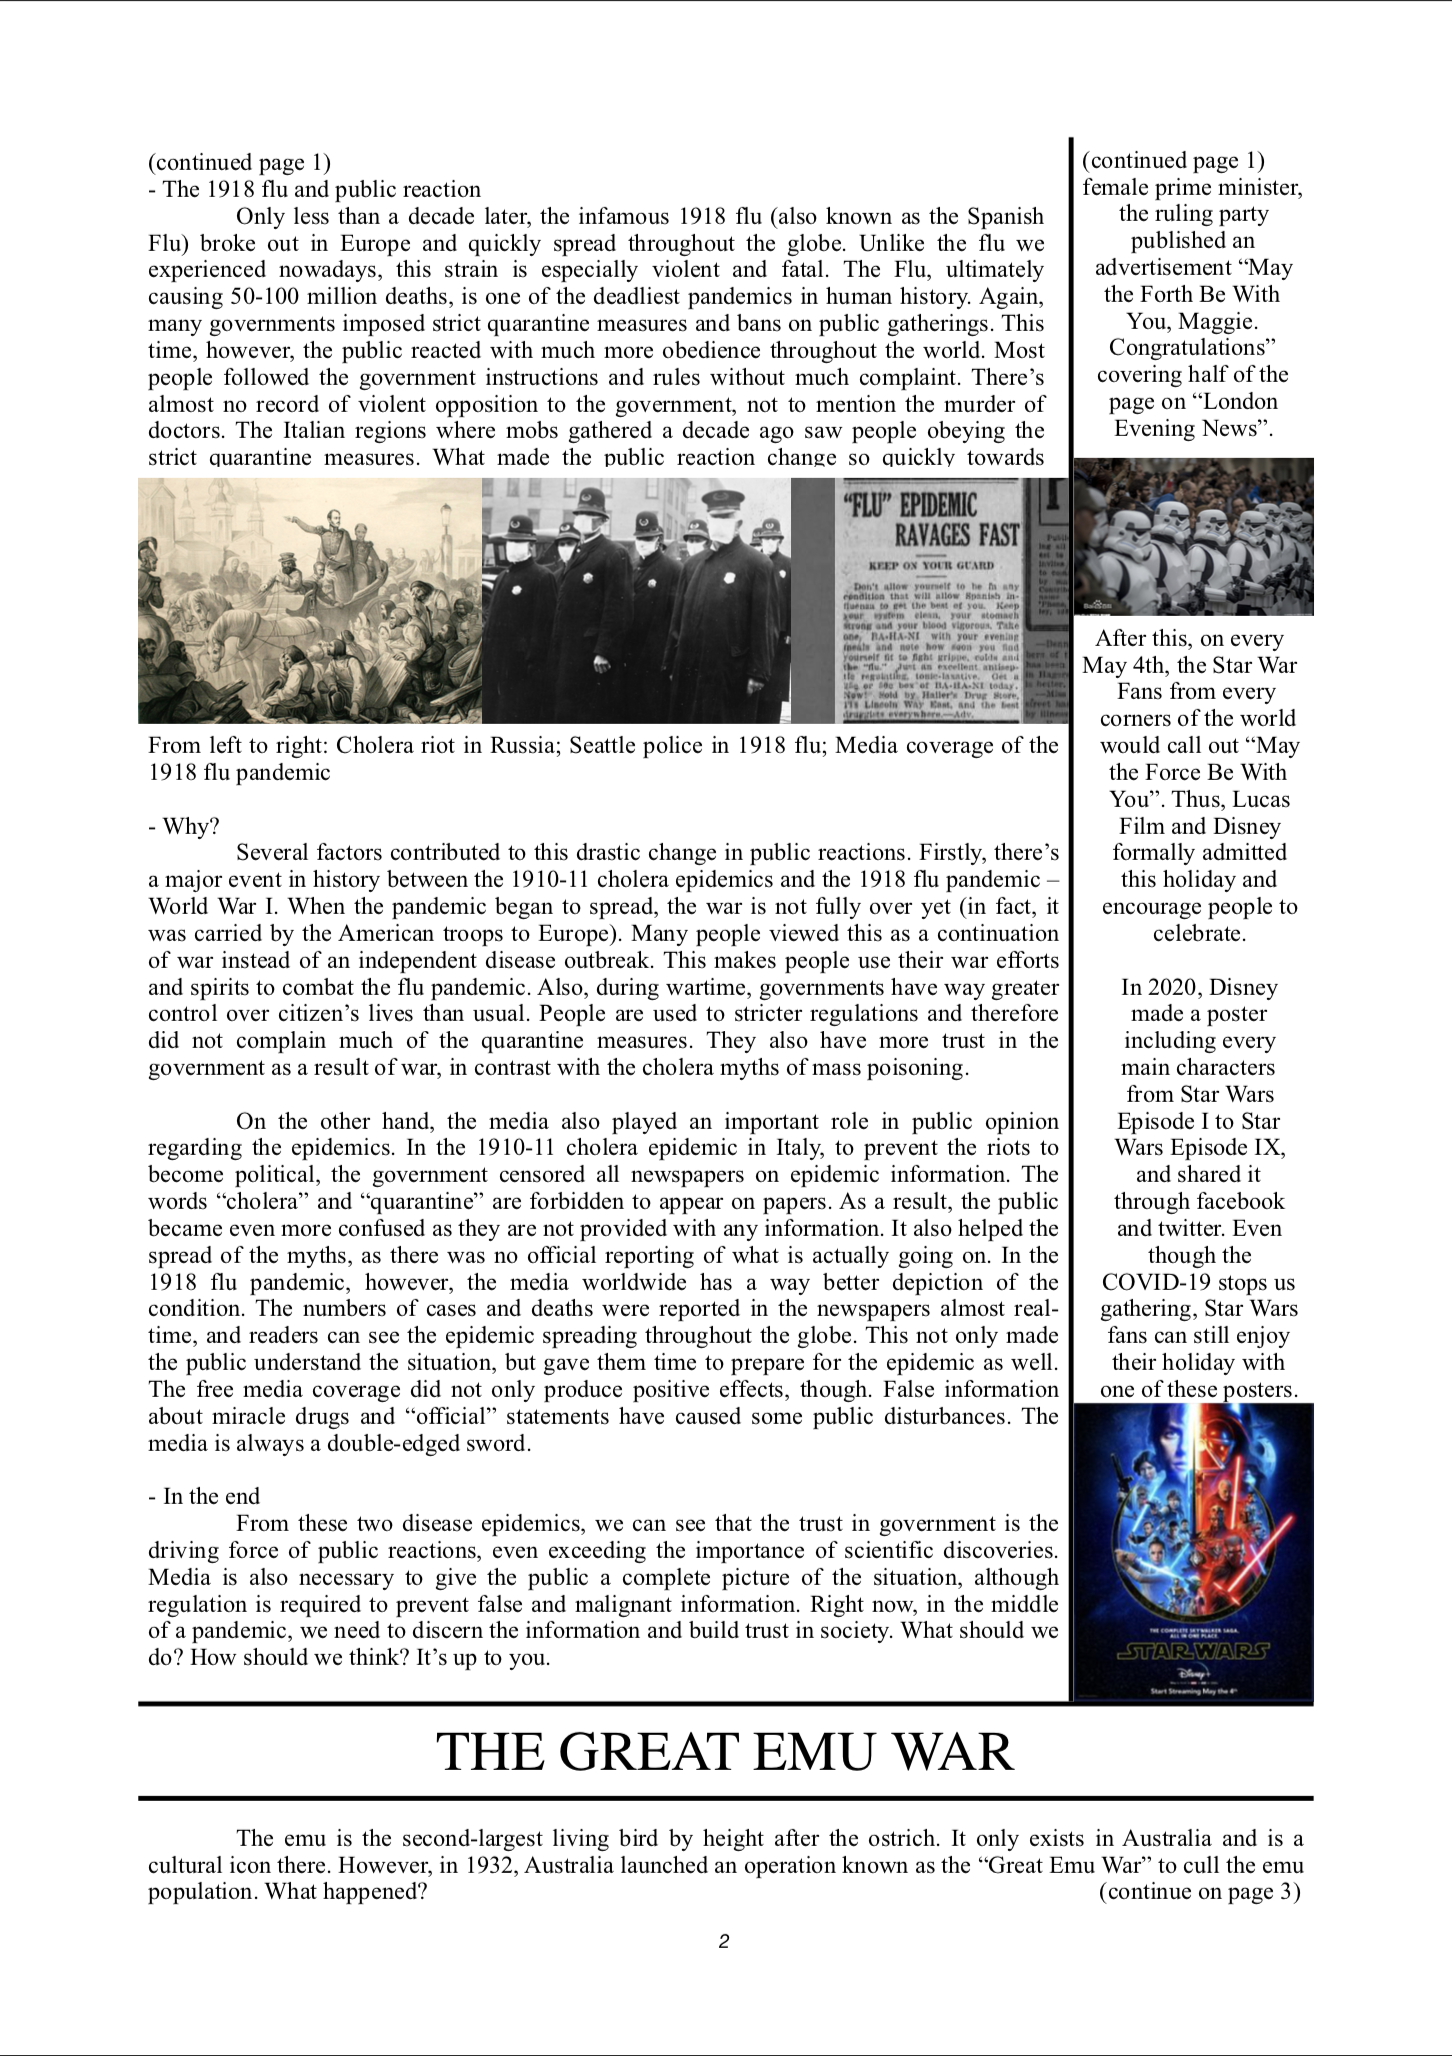 (continued page 1)
- The 1918 flu and public reaction
Only less than a decade later, the infamous 1918 flu (also known as the Spanish
Flu) broke out in Europe and quickly spread throughout the globe. Unlike the flu we
experienced nowadays, this strain is especially violent and fatal. The Flu, ultimately
causing 50-100 million deaths, is one of the deadliest pandemics in human history. Again,
many governments imposed strict quarantine measures and bans on public gatherings. This
time, however, the public reacted with much more obedience throughout the world. Most
people followed the government instructions and rules without much complaint. There’s
almost no record of violent opposition to the government, not to mention the murder of
doctors. The Italian regions where mobs gathered a decade ago saw people obeying the
strict quarantine measures. What made the public reaction change so quickly towards
“FLU” EPIDEMIC
RAVAGES FAST
KEEP ON YOUR GUARD
Don't allow yourself to be in any
condition that will allow Spanish in-
fluenza to get the best of you. Keep
your system clean, your stomach
strong and your blood vigorous. Take
one, BA-HA-NI with your evening
meals and note how soon you find
yourself fit to fight grippe, colds and
the "flu." Just an excellent antisep-
tic regulating, tonic-laxative. Get a
25c or 50c box of BA-HA-NI today.
Now! Sold by Haller's Drug Store,
Lincoln Way East, and the best
druggists everywhere.—Adv.
From left to right: Cholera riot in Russia; Seattle police in 1918 flu; Media coverage of the
1918 flu pandemic
- Why?
Several factors contributed to this drastic change in public reactions. Firstly, there’s
a major event in history between the 1910-11 cholera epidemics and the 1918 flu pandemic –
World War I. When the pandemic began to spread, the war is not fully over yet (in fact, it
was carried by the American troops to Europe). Many people viewed this as a continuation
of war instead of an independent disease outbreak. This makes people use their war efforts
and spirits to combat the flu pandemic. Also, during wartime, governments have way greater
control over citizen’s lives than usual. People are used to stricter regulations and therefore
did not complain much of the quarantine measures. They also have more trust in the
government as a result of war, in contrast with the cholera myths of mass poisoning.
On the other hand, the media also played an important role in public opinion
regarding the epidemics. In the 1910-11 cholera epidemic in Italy, to prevent the riots to
become political, the government censored all newspapers on epidemic information. The
words “cholera” and “quarantine” are forbidden to appear on papers. As a result, the public
became even more confused as they are not provided with any information. It also helped the
spread of the myths, as there was no official reporting of what is actually going on. In the
1918 flu pandemic, however, the media worldwide has a way better depiction of the
condition. The numbers of cases and deaths were reported in the newspapers almost real-
time, and readers can see the epidemic spreading throughout the globe. This not only made
the public understand the situation, but gave them time to prepare for the epidemic as well.
The free media coverage did not only produce positive effects, though. False information
about miracle drugs and “official” statements have caused some public disturbances. The
media is always a double-edged sword.
- In the end
From these two disease epidemics, we can see that the trust in government is the
driving force of public reactions, even exceeding the importance of scientific discoveries.
Media is also necessary to give the public a complete picture of the situation, although
regulation is required to prevent false and malignant information. Right now, in the middle
of a pandemic, we need to discern the information and build trust in society. What should we
do? How should we think? It’s up to you.
(continued page 1)
female prime minister,
the ruling party
published an
advertisement “May
the Forth Be With
You, Maggie.
Congratulations”
covering half of the
page on “London
Evening News”.
After this, on every
May 4th, the Star War
Fans from every
corners of the world
would call out “May
the Force Be With
You”. Thus, Lucas
Film and Disney
formally admitted
this holiday and
encourage people to
celebrate.
In 2020, Disney
made a poster
including every
main characters
from Star Wars
Episode I to Star
Wars Episode IX,
and shared it
through facebook
and twitter. Even
though the
COVID-19 stops us
gathering, Star Wars
fans can still enjoy
their holiday with
one of these posters.
THE COMPLETE SKYWALKER SAGA.
ALL IN ONE PLACE.
STAR WARS
Disney+
Start Streaming May the 4th
THE GREAT EMU WAR
The emu is the second-largest living bird by height after the ostrich. It only exists in Australia and is a
cultural icon there. However, in 1932, Australia launched an operation known as the “Great Emu War” to cull the emu
population. What happened? (continue on page 3)
2